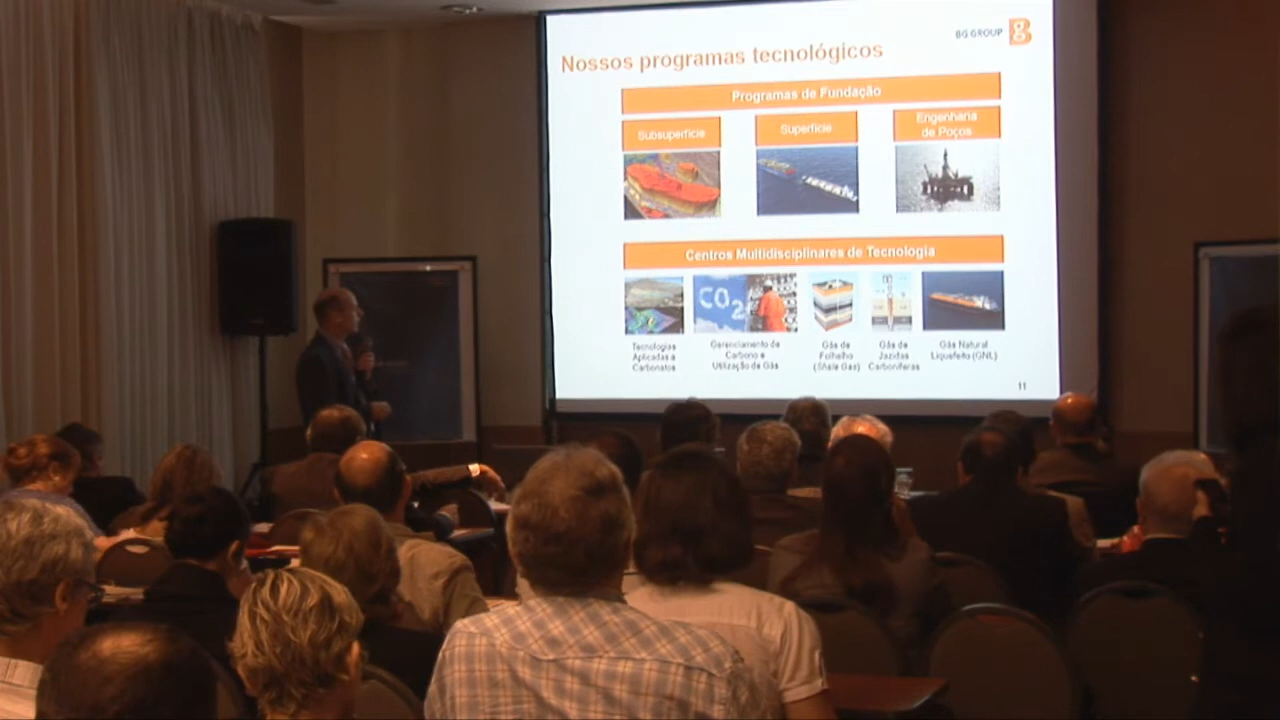 BG GROUP
Nossos programas tecnológicos
Programas de Fundação
Subsuperfície
Superfície
Engenharia
de Poços
Centros Multidisciplinares de Tecnologia
CO2
Tecnologias
Aplicadas a
Carbonatos
Gerenciamento de
Carbono e
Utilização de Gás
Gás de
Folhelho
(Shale Gas)
Gás de
Jazidas
Carboníferas
Gás Natural
Liquefeito (GNL)
11